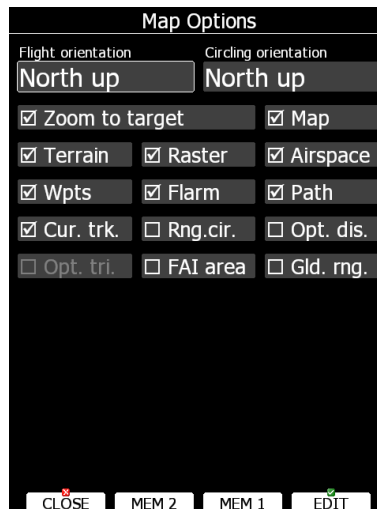 Map Options
Flight orientation Circling orientation
North up North up
Zoom to target Map
Terrain Raster Airspace
Wpts Flarm Path
Cur. trk. Rng.cir. Opt. dis.
Opt. tri. FAI area Gld. rng.
CLOSE MEM 2 MEM 1 EDIT